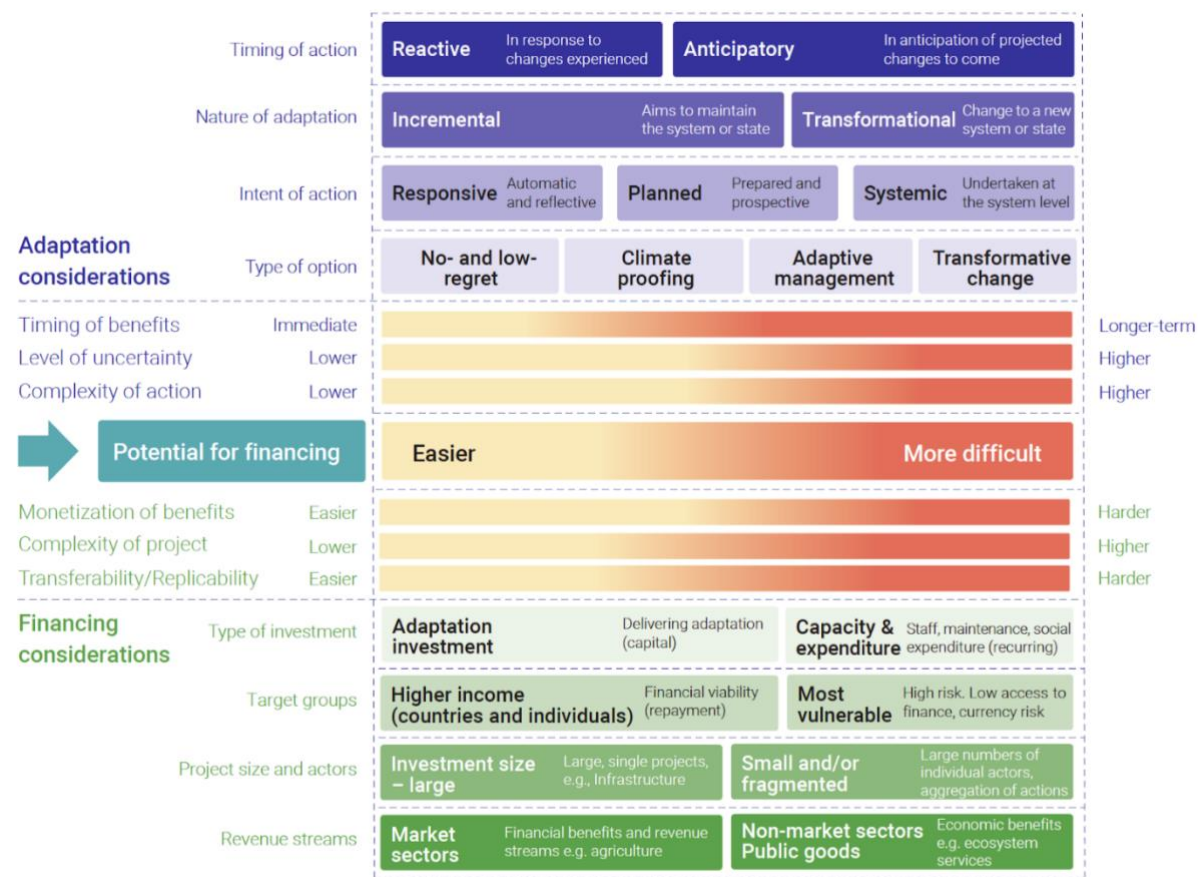 Timing of action
Reactive
In response to
changes experienced
Anticipatory
In anticipation of projected
changes to come
Nature of adaptation
Incremental
Aims to maintain
the system or state
Transformational
Change to a new
system or state
Intent of action
Responsive
Automatic
and reflective
Planned
Prepared and
prospective
Systemic
Undertaken at
the system level
Adaptation
considerations
Type of option
No- and low-
regret
Climate
proofing
Adaptive
management
Transformative
change
Timing of benefits
Immediate
Longer-term
Level of uncertainty
Lower
Higher
Complexity of action
Lower
Higher
Potential for financing
Easier
More difficult
Monetization of benefits
Easier
Harder
Complexity of project
Lower
Higher
Transferability/Replicability
Easier
Harder
Financing
considerations
Type of investment
Adaptation
investment
Delivering adaptation
(capital)
Capacity &
expenditure
Staff, maintenance, social
expenditure (recurring)
Target groups
Higher income
(countries and individuals)
Financial viability
(repayment)
Most
vulnerable
High risk. Low access to
finance, currency risk
Project size and actors
Investment size
– large
Large, single projects,
e.g., Infrastructure
Small and/or
fragmented
Large numbers of
individual actors,
aggregation of actions
Revenue streams
Market
sectors
Financial benefits and revenue
streams e.g. agriculture
Non-market sectors
Public goods
Economic benefits
e.g. ecosystem
services